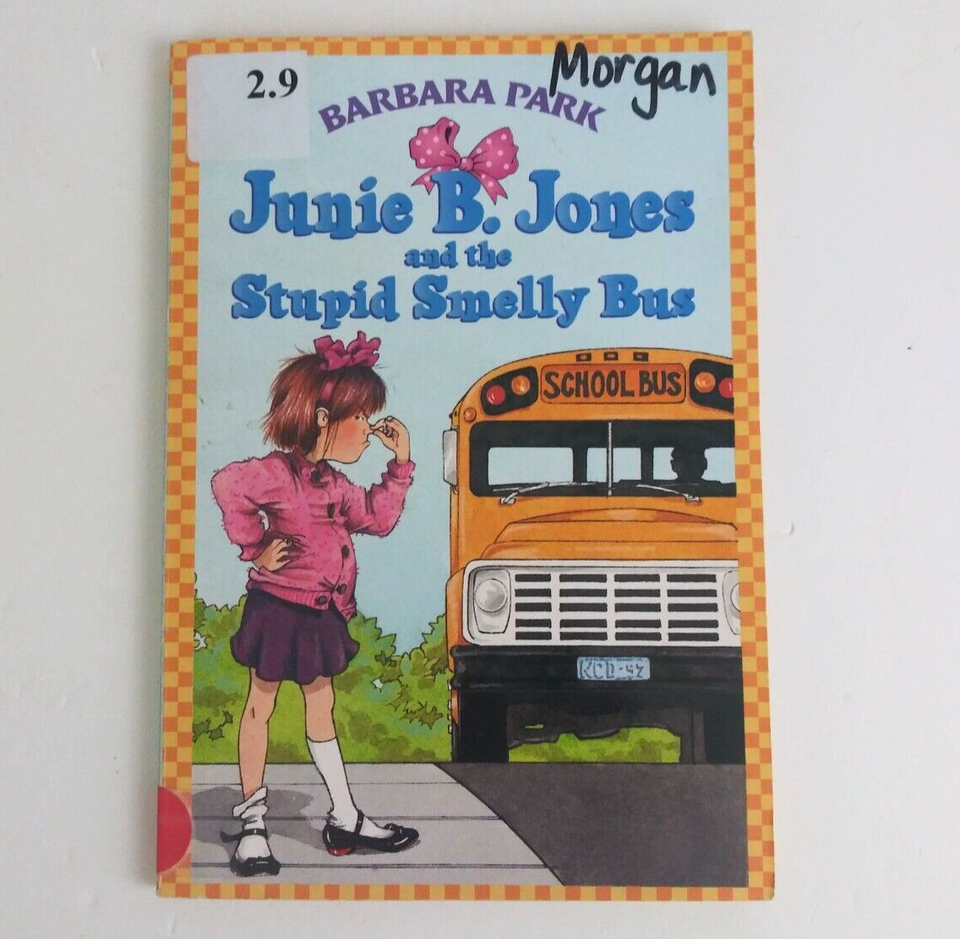 2.9
Morgan
BARBARA PARK
Junie B. Jones
and the
Stupid Smelly Bus
SCHOOL BUS